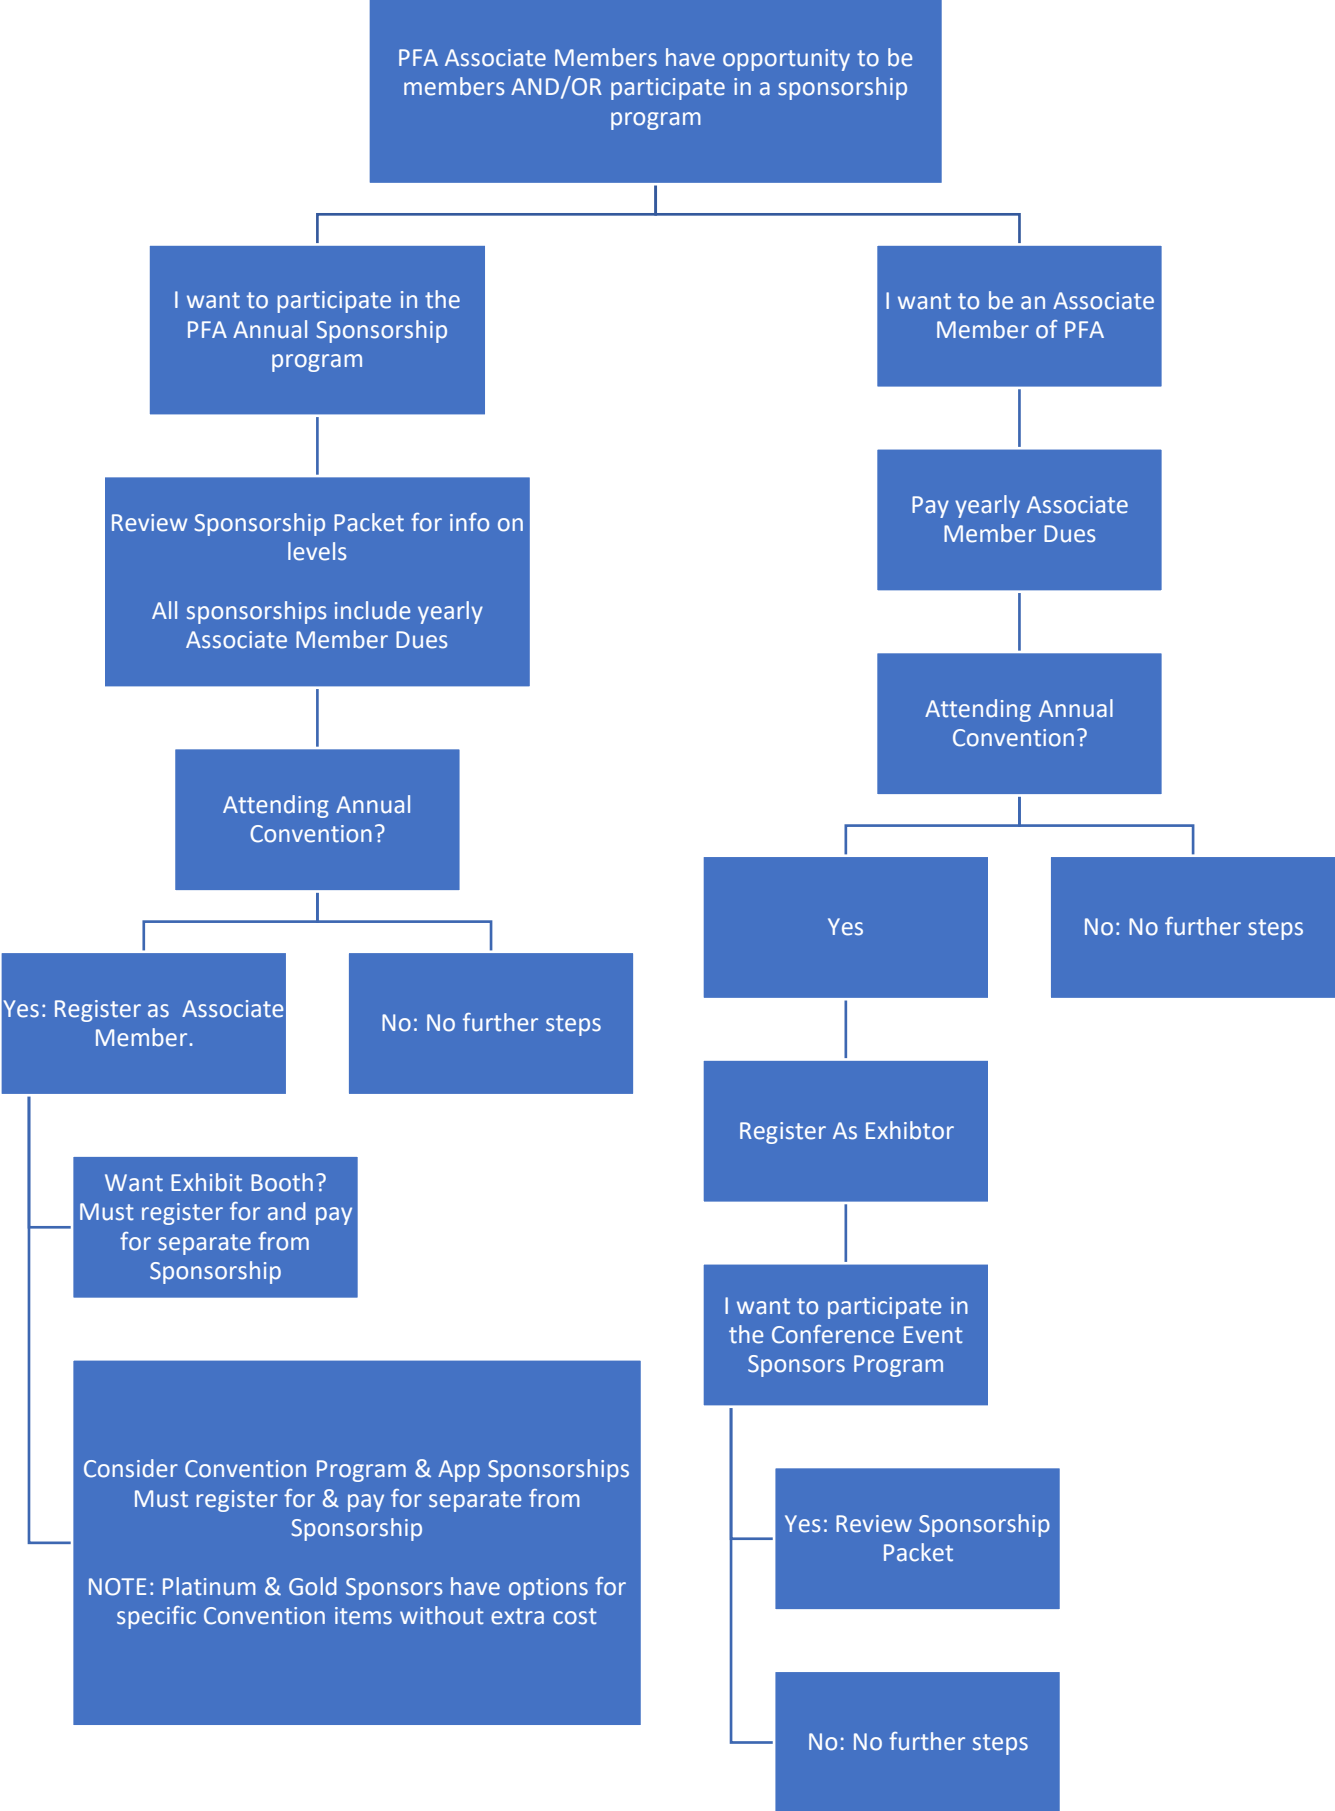 PFA Associate Members have opportunity to be
members AND/OR participate in a sponsorship
program
I want to participate in the
PFA Annual Sponsorship
program
Review Sponsorship Packet for info on
levels
All sponsorships include yearly
Associate Member Dues
Attending Annual
Convention?
Yes: Register as Associate
Member.
Want Exhibit Booth?
Must register for and pay
for separate from
Sponsorship
Consider Convention Program & App Sponsorships
Must register for & pay for separate from
Sponsorship
NOTE: Platinum & Gold Sponsors have options for
specific Convention items without extra cost
No: No further steps
I want to be an Associate
Member of PFA
Pay yearly Associate
Member Dues
Attending Annual
Convention?
Yes
Register As Exhibtor
I want to participate in
the Conference Event
Sponsors Program
Yes: Review Sponsorship
Packet
No: No further steps
No: No further steps